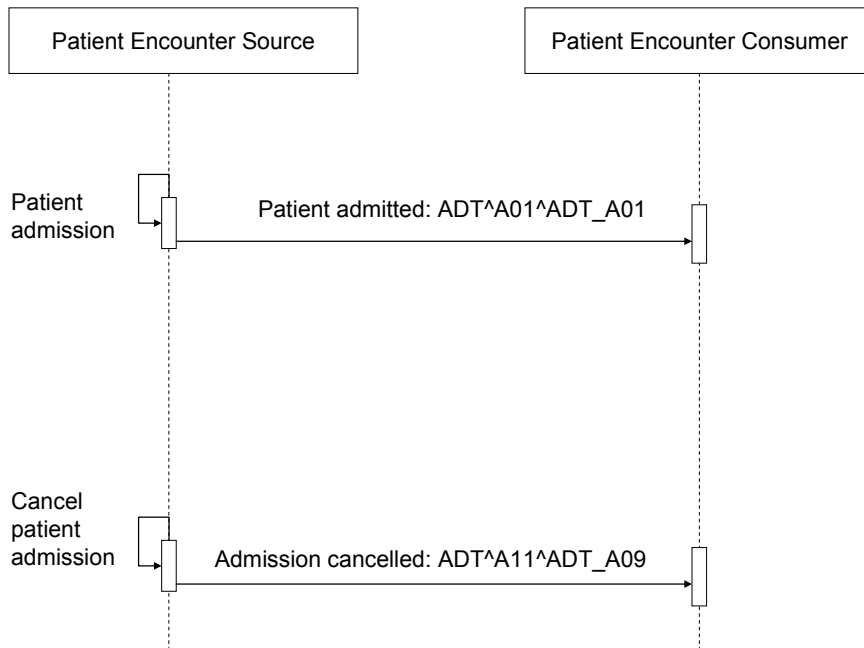 Patient Encounter Source
Patient Encounter Consumer
Patient
admission
Patient admitted: ADT^A01^ADT_A01
Cancel
patient
admission
Admission cancelled: ADT^A11^ADT_A09